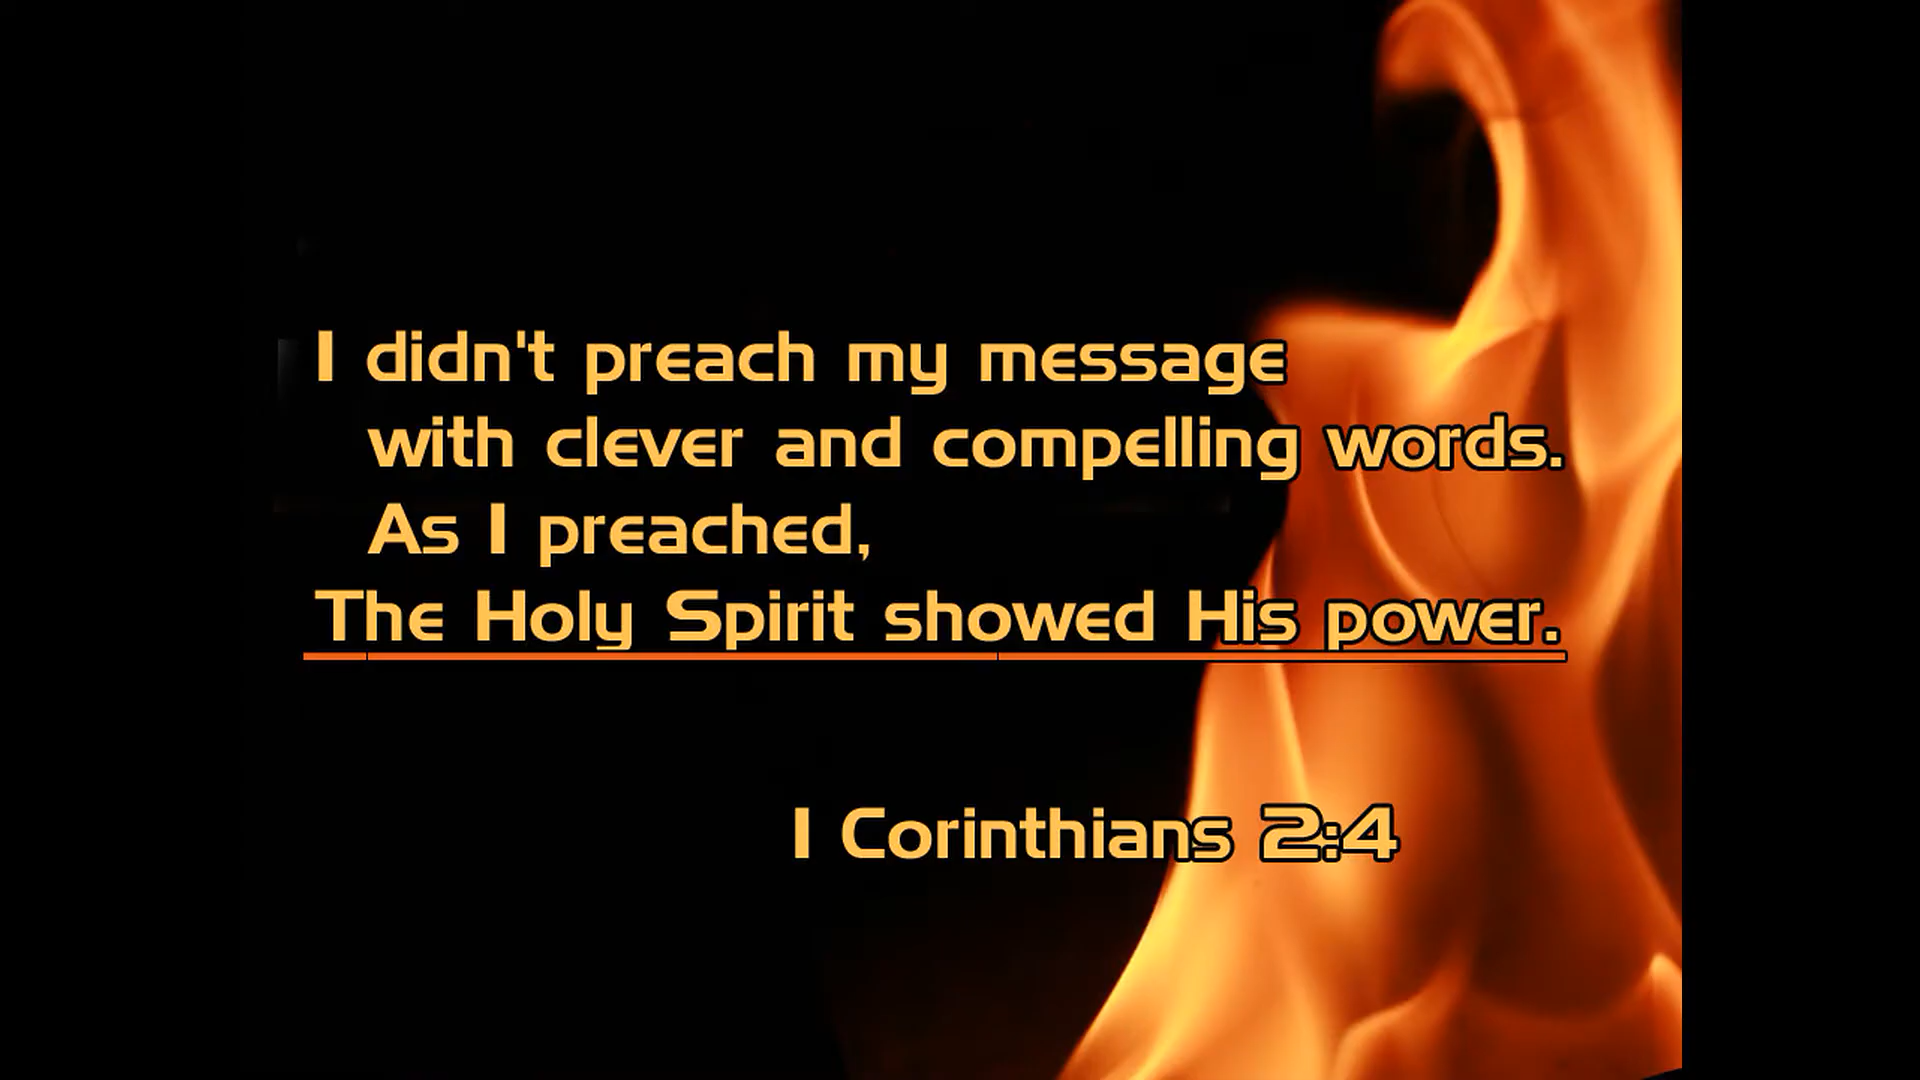 I didn't preach my message
with clever and compelling words.
As I preached,
The Holy Spirit showed His power.
I Corinthians 2:4